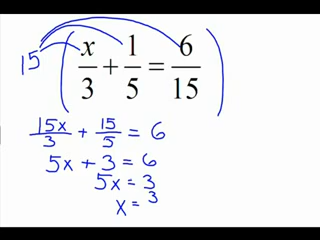 15 ( x/3 + 1/5 = 6/15 )
15x/3 + 15/5 = 6
5x + 3 = 6
5x = 3
x = 3